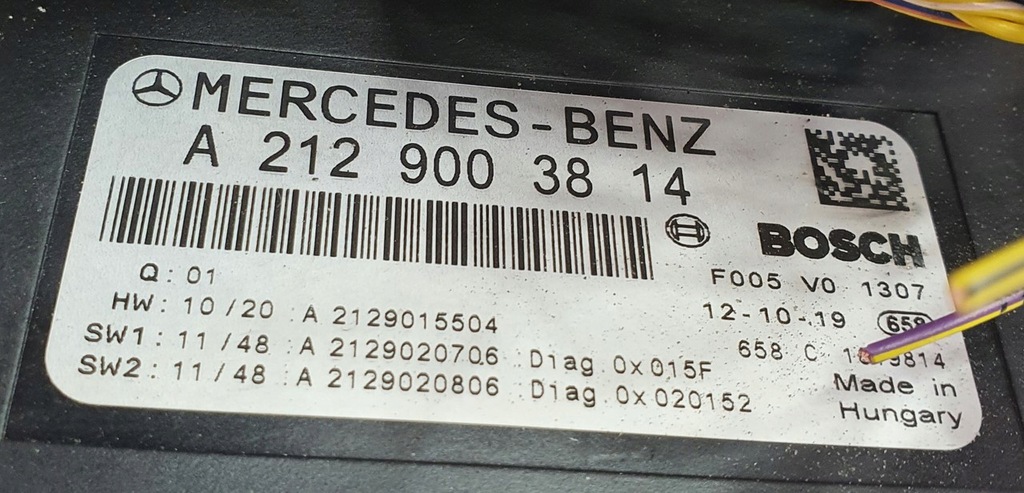 MERCEDES-BENZ
A 212 900 38 14
BOSCH
Q: 01
F005 V0 1307
HW: 10/20 A 2129015504
12-10-19 658
SW1: 11/48 :A 2129020706 Diag.0x015F
658 C
SW2: 11/48 :A 2129020806 Diag.0x020152
Made in
Hungary